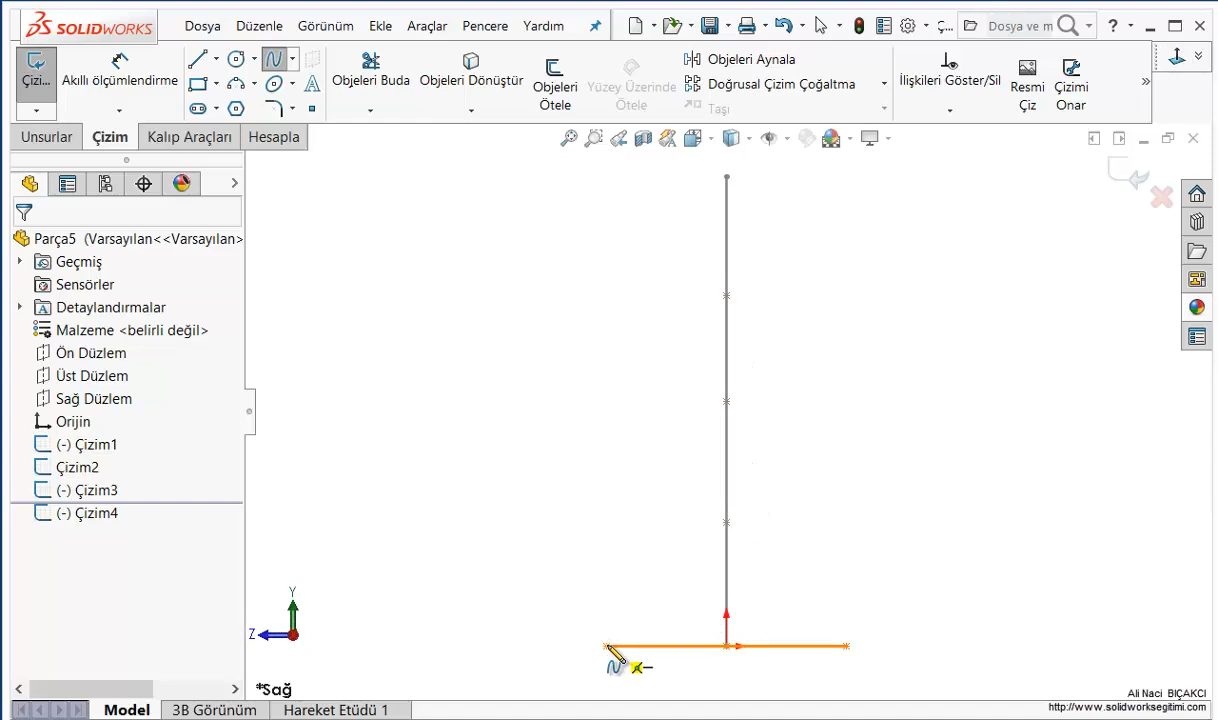 SOLIDWORKS
Dosya Düzenle Görünüm Ekle Araçlar Pencere Yardım
Ç...
Dosya ve m
Çizi...
Akıllı ölçümlendirme
Objeleri Buda
Objeleri Dönüştür
Objeleri
Ötele
Yüzey Üzerinde
Ötele
Objeleri Aynala
Doğrusal Çizim Çoğaltma
Taşı
İlişkileri Göster/Sil
Resmi
Çiz
Çizimi
Onar
Unsurlar Çizim Kalıp Araçları Hesapla
Parça5 (Varsayılan<<Varsayılan>
Geçmiş
Sensörler
Detaylandırmalar
Malzeme <belirli değil>
Ön Düzlem
Üst Düzlem
Sağ Düzlem
Orijin
(-) Çizim1
Çizim2
(-) Çizim3
(-) Çizim4
Y
Z
*Sağ
Ali Naci BIÇAKCI
http://www.solidworksegitimi.com
Model 3B Görünüm Hareket Etüdü 1